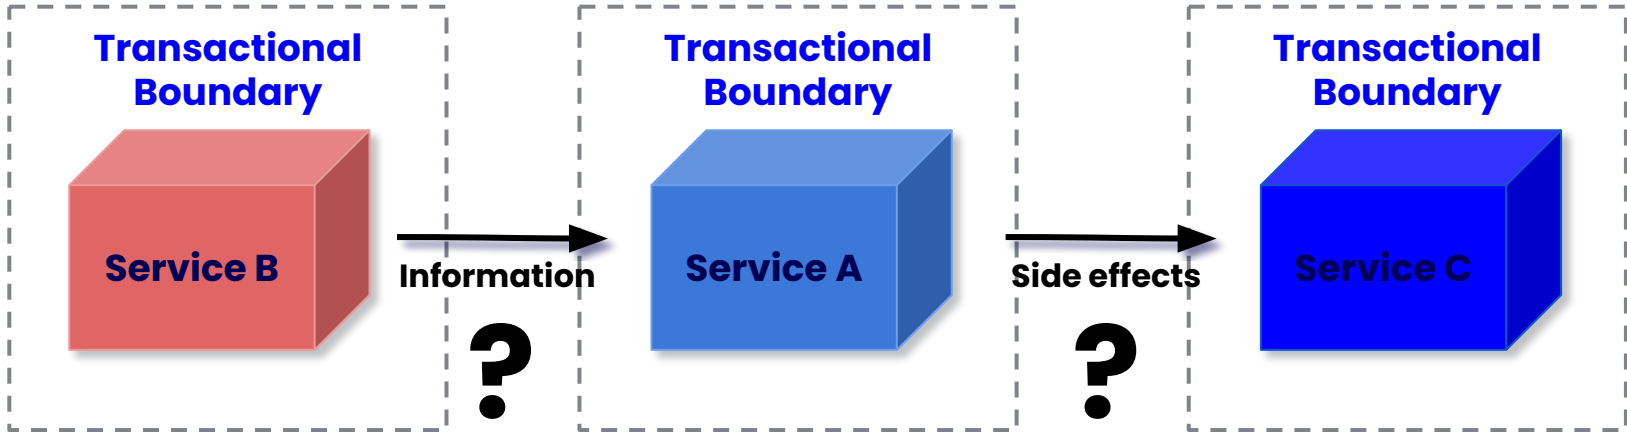 Transactional
Boundary
Service B
Information
?
Transactional
Boundary
Service A
Side effects
?
Transactional
Boundary
Service C